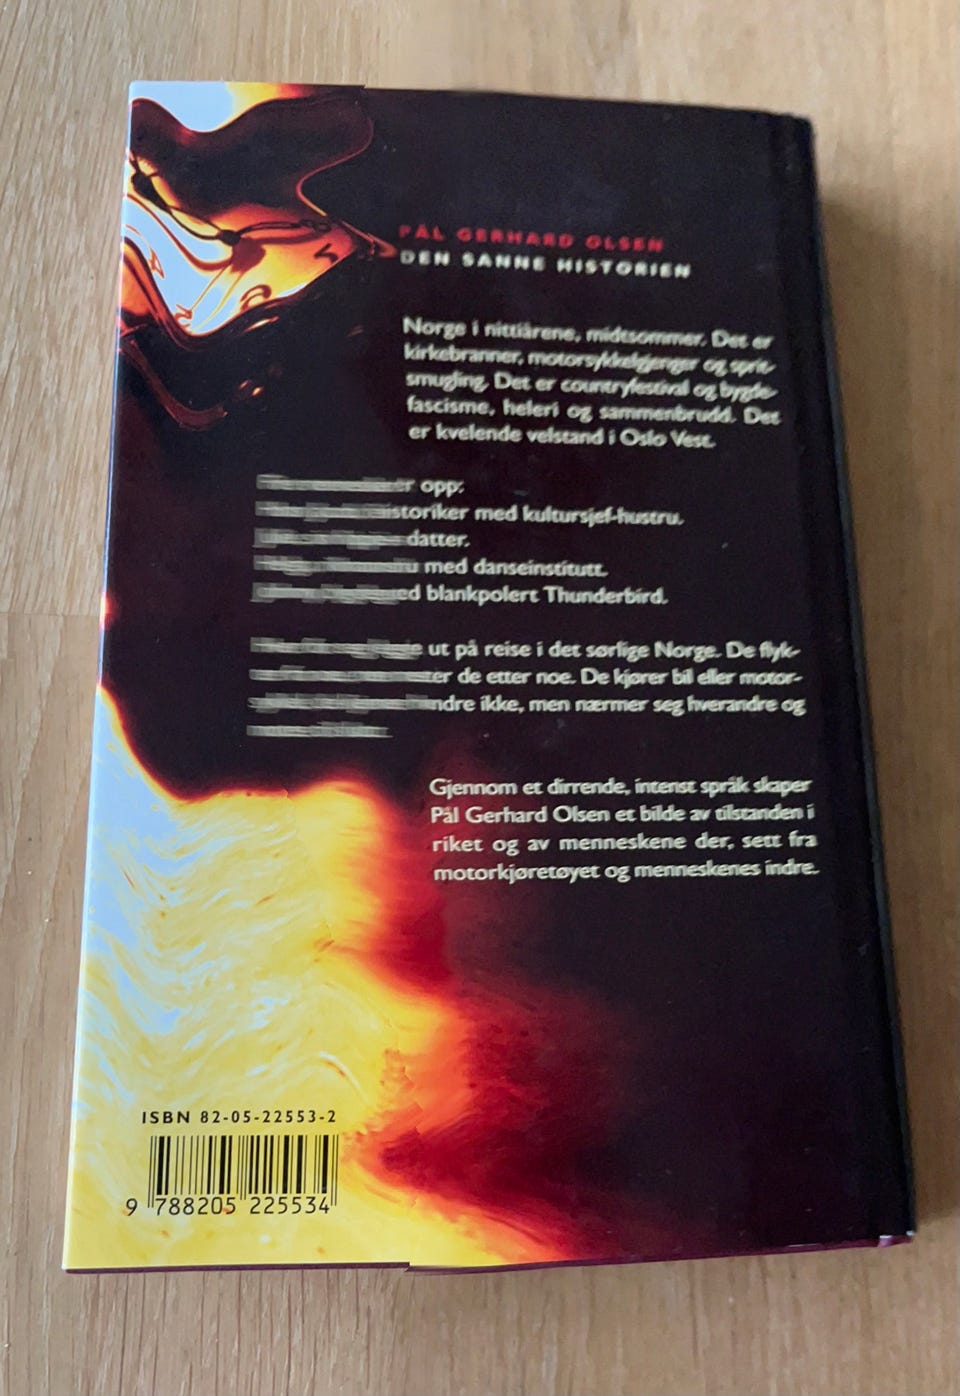 PÅL GERHARD OLSEN
DEN SANNE HISTORIEN
Norge i nittiårene, midtsommer. Det er
kirkebranner, motorsykkelgjenger og sprit-
smugling. Det er countryfestival og bygde-
fascisme, heleri og sammenbrudd. Det
er kvelende velstand i Oslo Vest.
opp:
historiker med kultursjef-hustru.
datter.
med danseinstitutt.
med blankpolert Thunderbird.
ut på reise i det sørlige Norge. De flyk-
de etter noe. De kjører bil eller motor-
ikke, men nærmer seg hverandre og
Gjennom et dirrende, intenst språk skaper
Pål Gerhard Olsen et bilde av tilstanden i
riket og av menneskene der, sett fra
motorkjøretøyet og menneskenes indre.
ISBN 82-05-22553-2
9 788205 225534